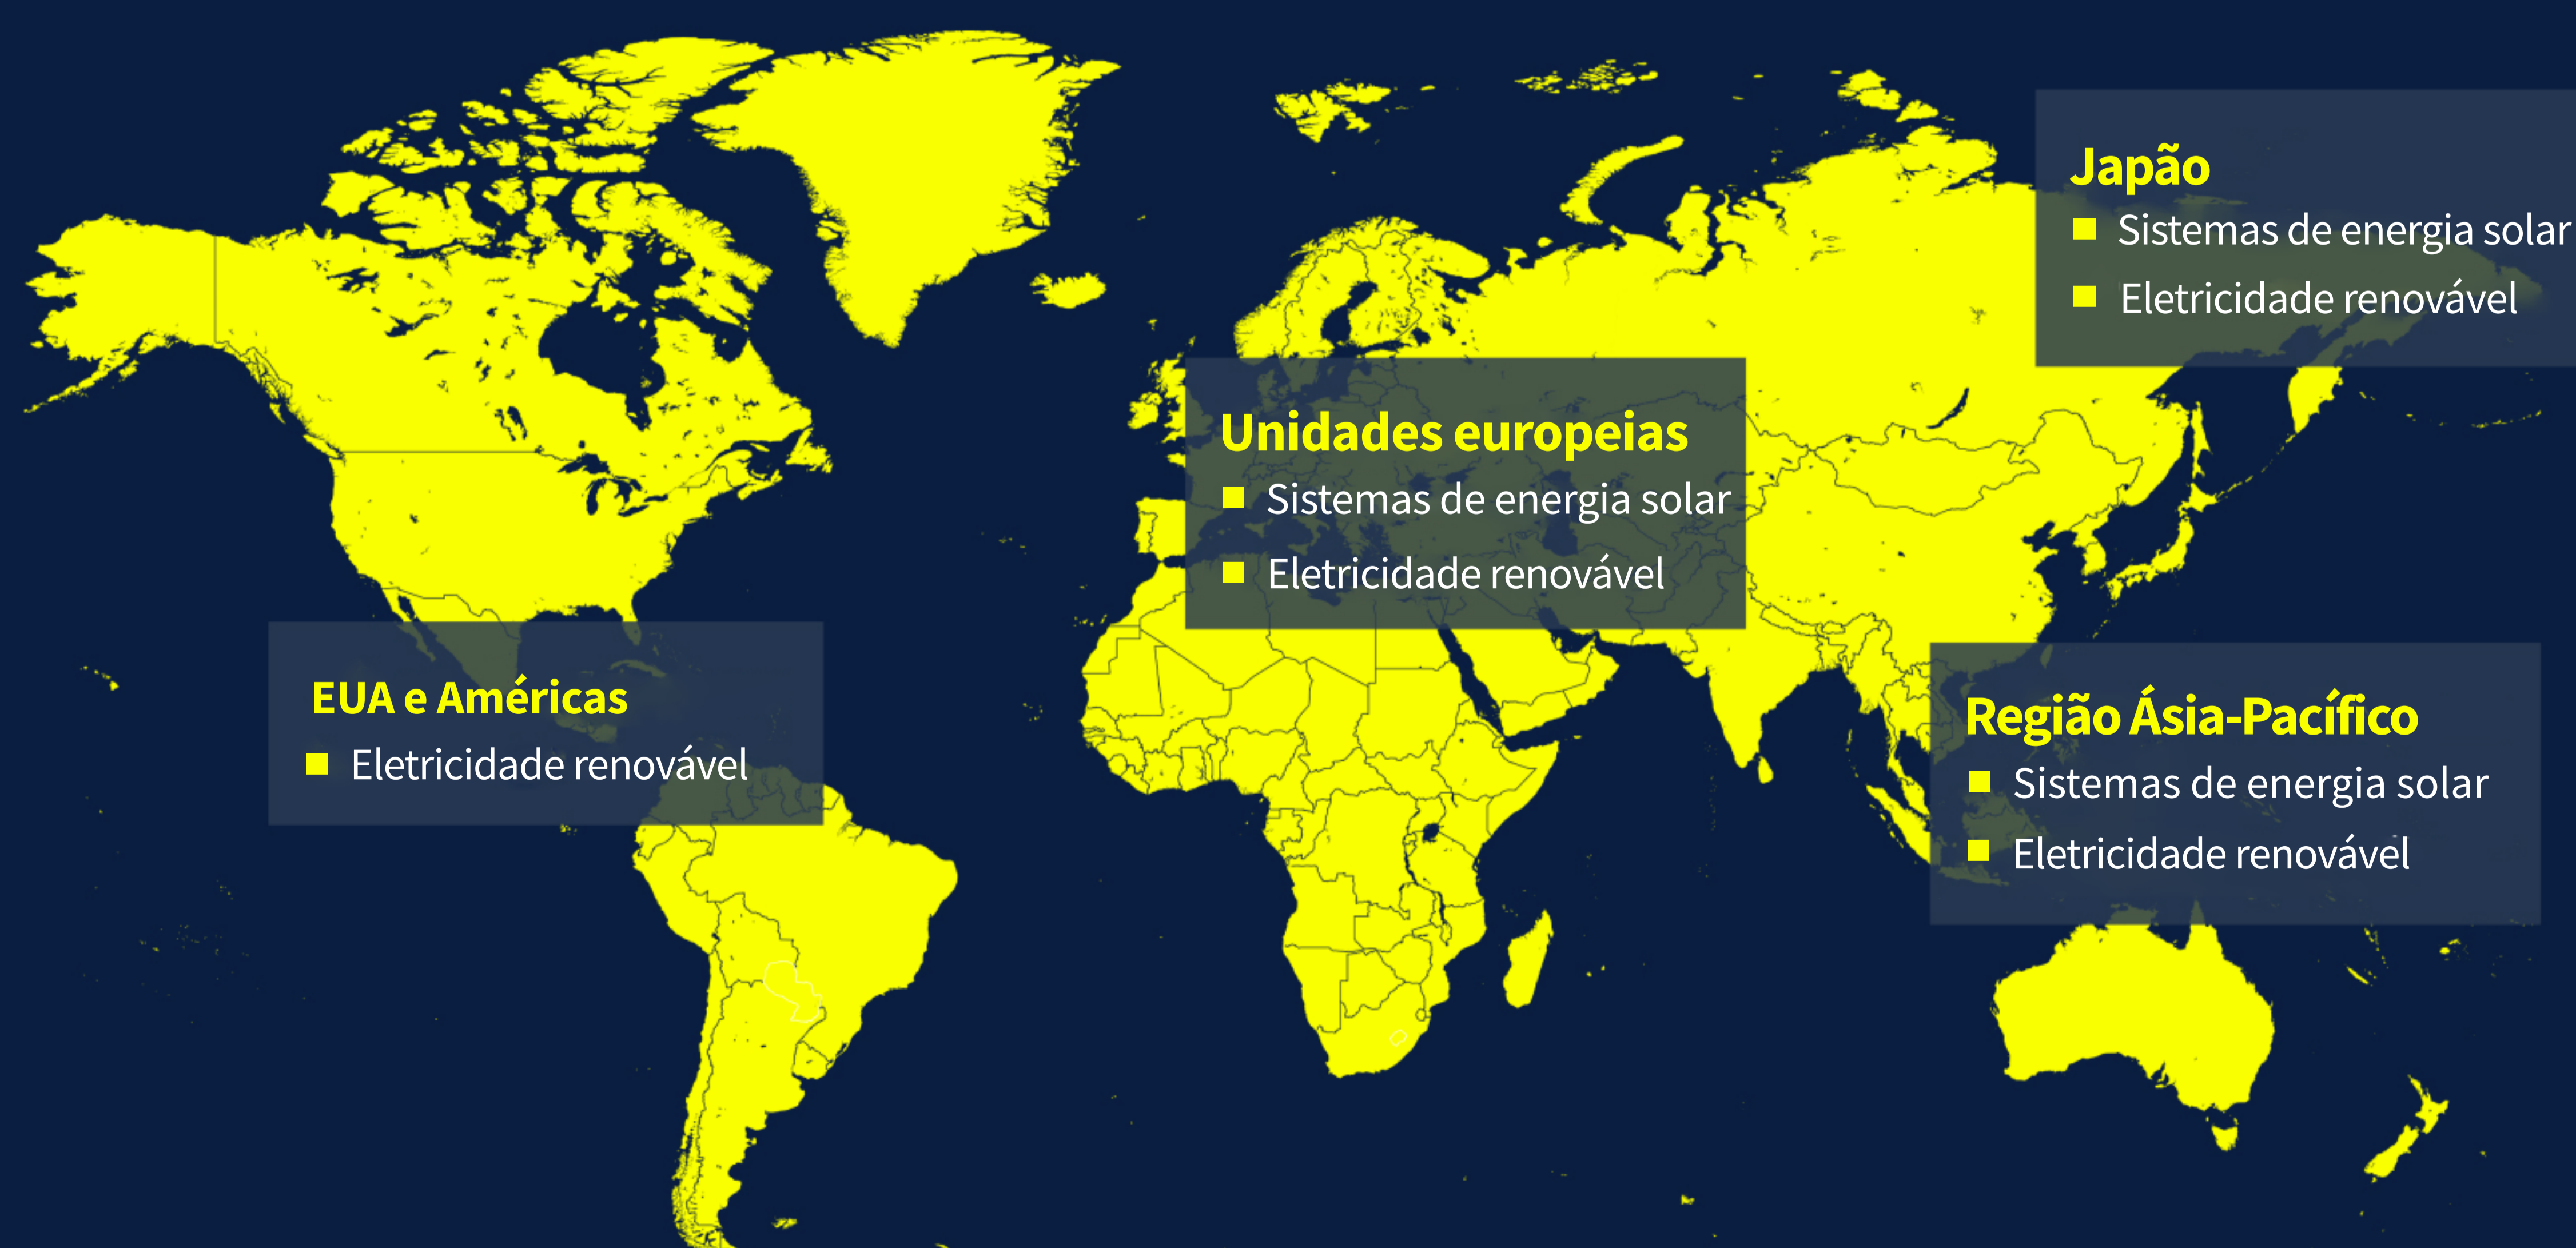 Japão
Sistemas de energia solar
Eletricidade renovável
Unidades europeias
Sistemas de energia solar
Eletricidade renovável
EUA e Américas
Eletricidade renovável
Região Ásia-Pacífico
Sistemas de energia solar
Eletricidade renovável